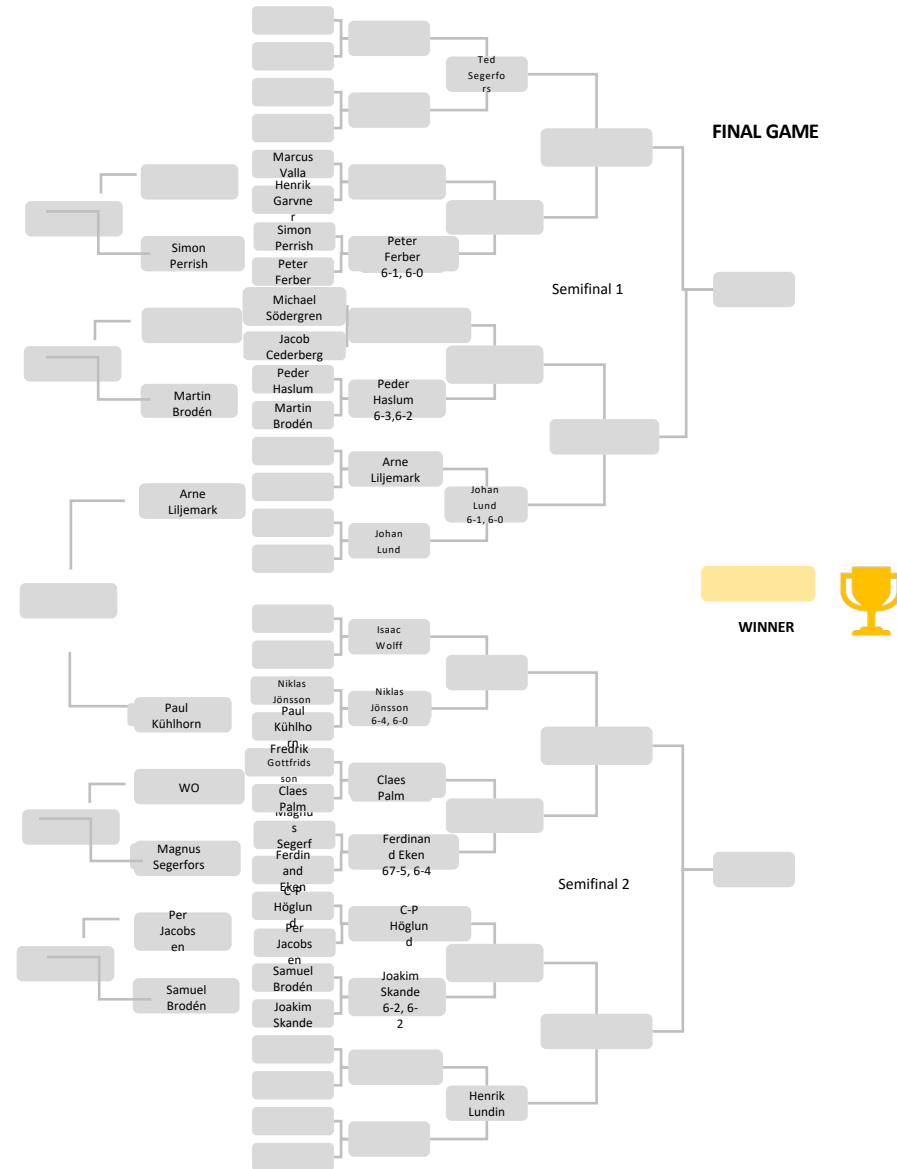 Ted
Segerfo
rs
FINAL GAME
Marcus
Valla
Henrik
Garvne
r
Simon
Perrish
Simon
Perrish
Peter
Ferber
Peter
Ferber
6-1, 6-0
Semifinal 1
Michael
Södergren
Jacob
Cederberg
Martin
Brodén
Peder
Haslum
Martin
Brodén
Peder
Haslum
6-3,6-2
Arne
Liljemark
Arne
Liljemark
Johan
Lund
6-1, 6-0
Johan
Lund
WINNER
Isaac
Wolff
Paul
Kühlhorn
Niklas
Jönsson
Paul
Kühlho
rn
Niklas
Jönsson
6-4, 6-0
WO
Fredrik
Gottfrids
son
Claes
Palm
Claes
Palm
Magnus
Segerfors
Magnu
s
Segerf
Ferdin
and
Eken
Ferdinan
d Eken
67-5, 6-4
Semifinal 2
Per
Jacobs
en
C-P
Höglun
d
Per
Jacobs
en
C-P
Höglun
d
Samuel
Brodén
Samuel
Brodén
Joakim
Skande
Joakim
Skande
6-2, 6-
2
Henrik
Lundin